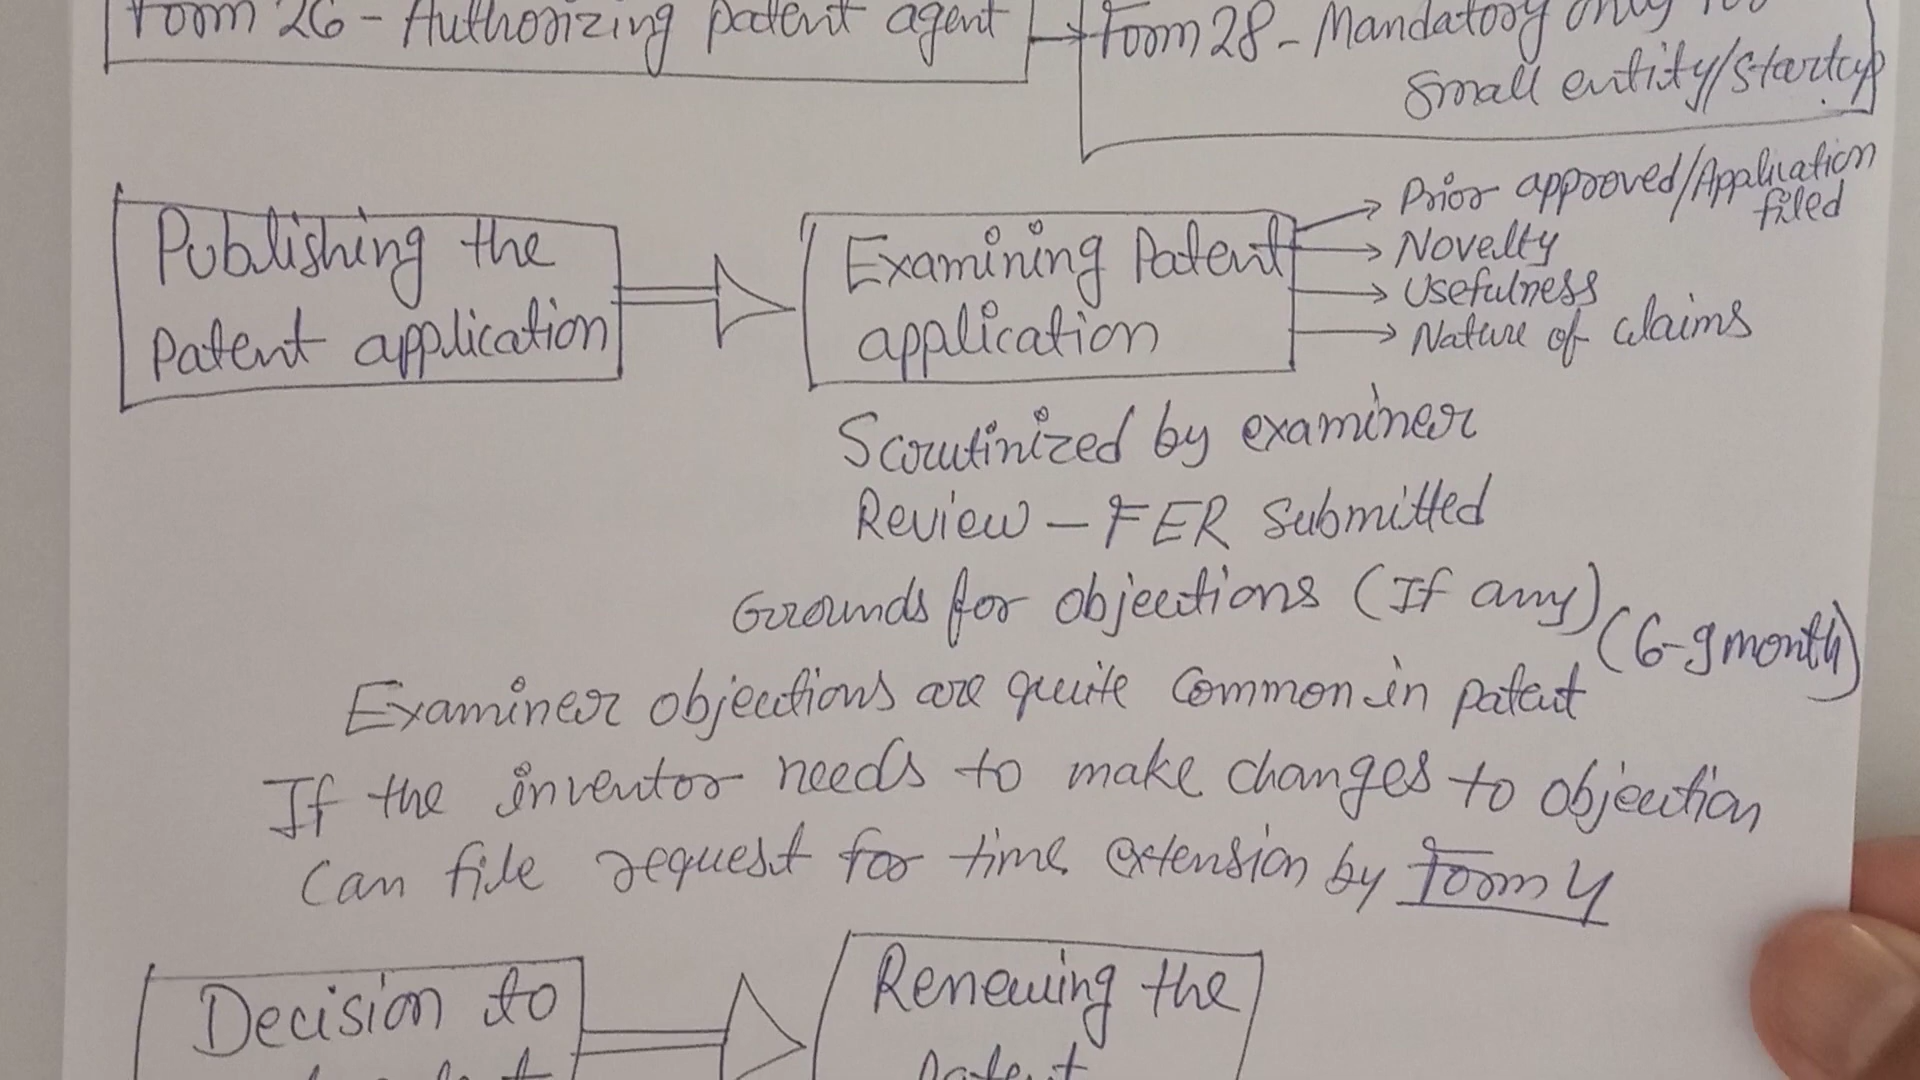 Form 26 - Authorizing patent agent
Form 28 - Mandatory only for
Small entity/Startup
Publishing the
Patent application
Examining Patent
application
Prior approved/Application
filed
Novelty
Usefulness
Nature of claims
Scrutinized by examiner
Review - FER Submitted
Grounds for objections (If any)
(6-9 month)
Examiner objections are quite common in patent
If the inventor needs to make changes to objection
Can file request for time extension by Form 4
Decision to
Renewing the
Patent